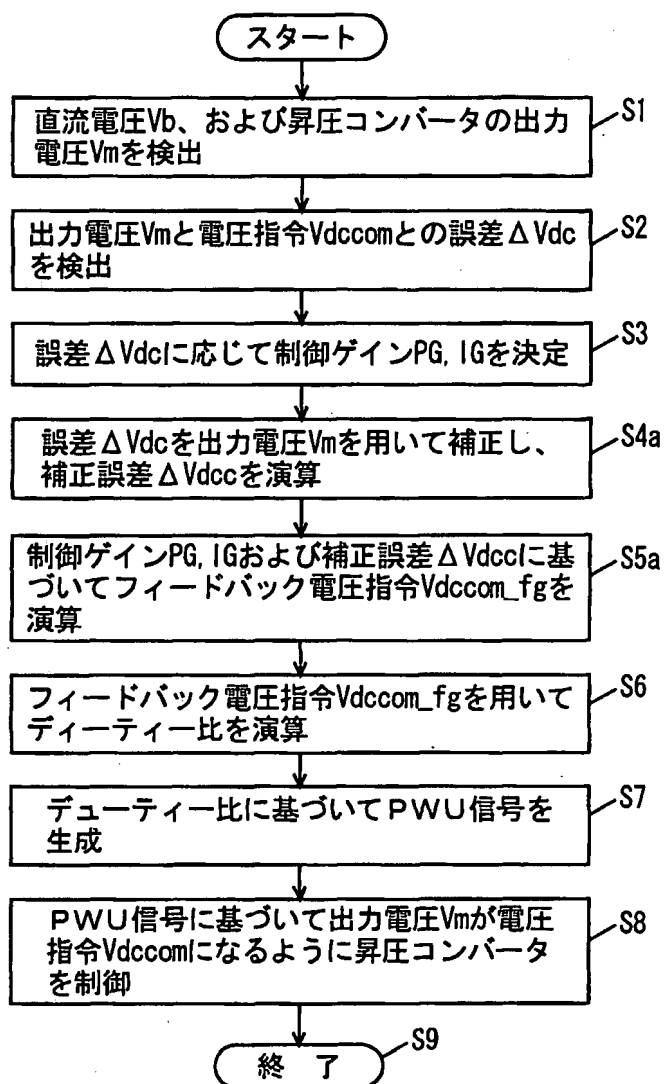 スタート
直流電圧Vb、および昇圧コンバータの出力
電圧Vmを検出
S1
出力電圧Vmと電圧指令Vdccomとの誤差ΔVdc
を検出
S2
誤差ΔVdcに応じて制御ゲインPG,IGを決定
S3
誤差ΔVdcを出力電圧Vmを用いて補正し、
補正誤差ΔVdccを演算
S4a
制御ゲインPG,IGおよび補正誤差ΔVdccに基
づいてフィードバック電圧指令Vdccom_fgを
演算
S5a
フィードバック電圧指令Vdccom_fgを用いて
ディーティー比を演算
S6
デューティー比に基づいてPWU信号を
生成
S7
PWU信号に基づいて出力電圧Vmが電圧
指令Vdccomになるように昇圧コンバータ
を制御
S8
終 了
S9